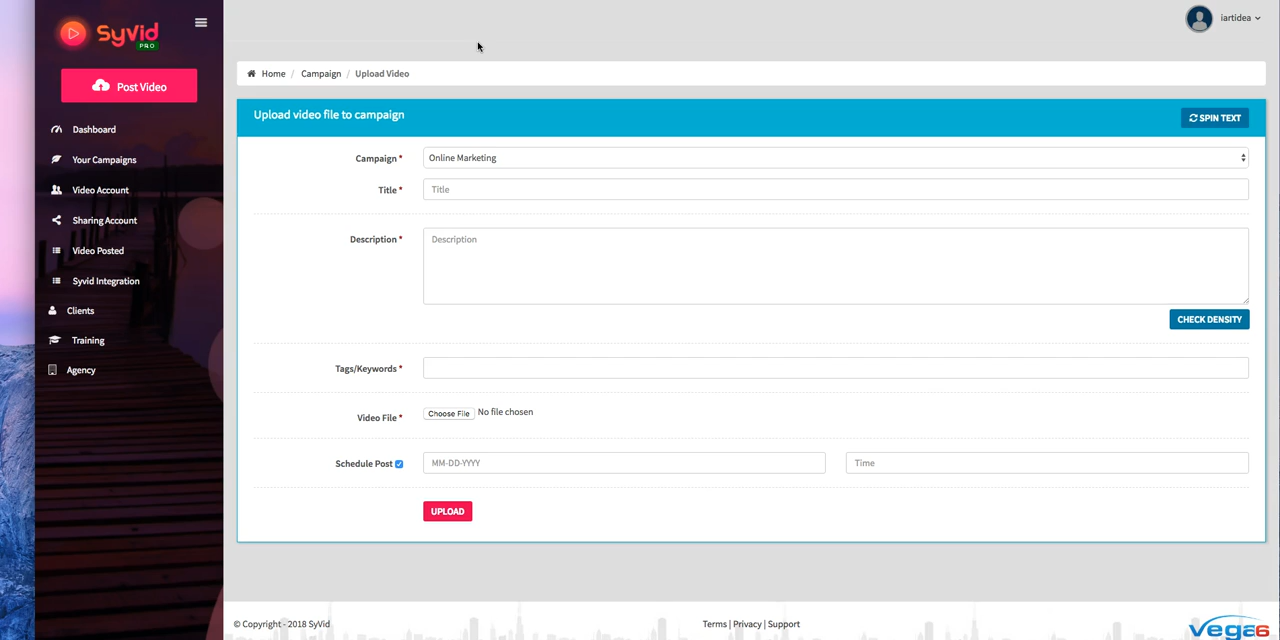 SyVid
PRO
Post Video
Dashboard
Your Campaigns
Video Account
Sharing Account
Video Posted
Syvid Integration
Clients
Training
Agency
iartidea
Home / Campaign / Upload Video
Upload video file to campaign
SPIN TEXT
Campaign *
Online Marketing
Title *
Title
Description *
Description
CHECK DENSITY
Tags/Keywords *
Video File *
Choose File No file chosen
Schedule Post
MM-DD-YYYY
Time
UPLOAD
© Copyright - 2018 SyVid
Terms | Privacy | Support
Vega6